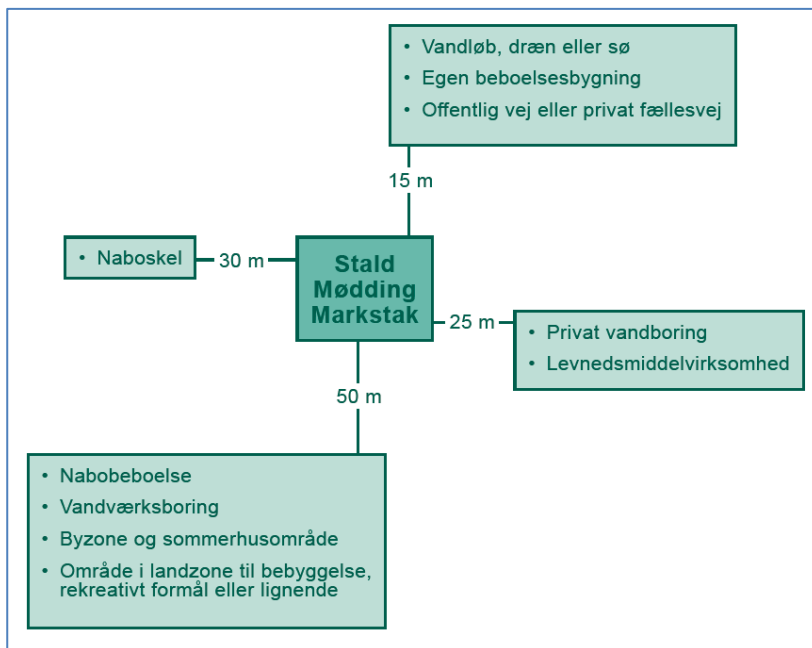 • Vandløb, dræn eller sø
• Egen beboelsesbygning
• Offentlig vej eller privat fællesvej
15 m
• Naboskel
30 m
Stald
Mødding
Markstak
25 m
• Privat vandboring
• Levnedsmiddelvirksomhed
50 m
• Nabobeboelse
• Vandværksboring
• Byzone og sommerhusområde
• Område i landzone til bebyggelse,
rekreativt formål eller lignende